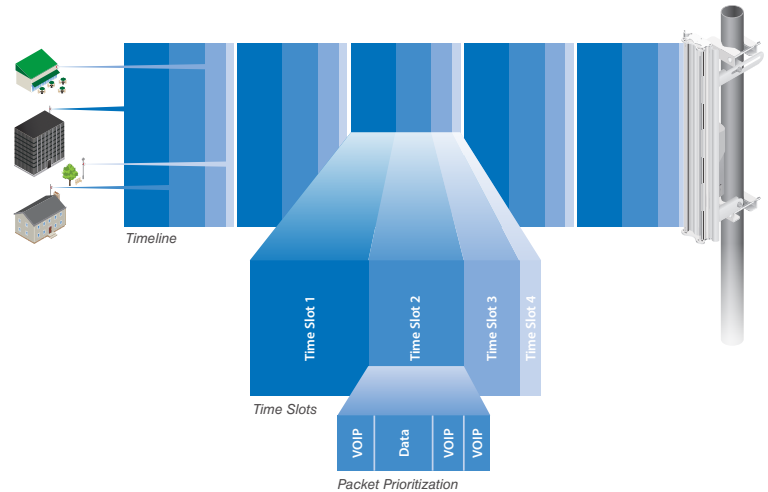 Timeline
Time Slot 1
Time Slot 2
Time Slot 3
Time Slot 4
Time Slots
VOIP
Data
VOIP
VOIP
Packet Prioritization